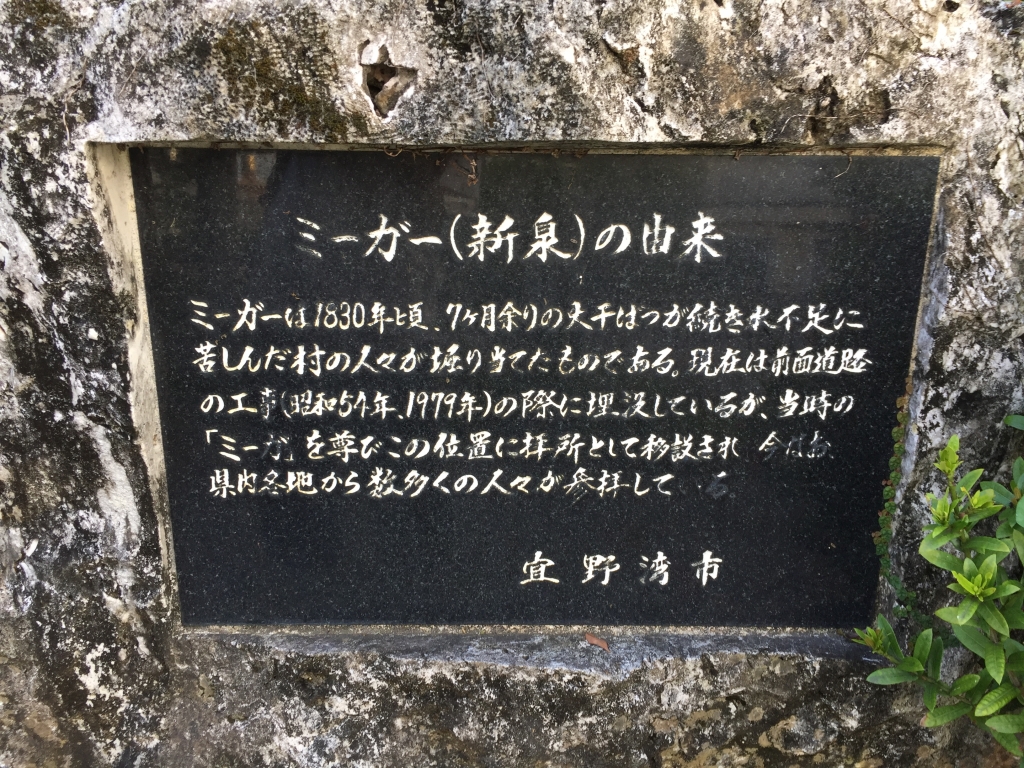 ミーガー(新泉)の由来
ミーガーは1830年頃、7ヶ月余りの大干ばつが続き水不足に
苦しんだ村の人々が堀り当てたものである。現在は前面道路
の工事(昭和54年、1979年)の際に埋没しているが、当時の
「ミーガ」を尊びこの位置に拝所として移設され 今はお
県内各地から数多くの人々が参拝して る。
宜野湾市